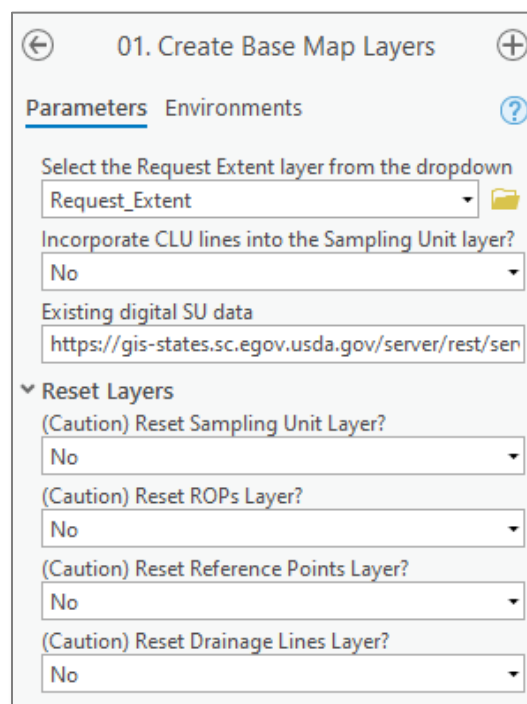 01. Create Base Map Layers
Parameters Environments
Select the Request Extent layer from the dropdown
Request_Extent
Incorporate CLU lines into the Sampling Unit layer?
No
Existing digital SU data
https://gis-states.sc.egov.usda.gov/server/rest/ser
Reset Layers
(Caution) Reset Sampling Unit Layer?
No
(Caution) Reset ROPs Layer?
No
(Caution) Reset Reference Points Layer?
No
(Caution) Reset Drainage Lines Layer?
No